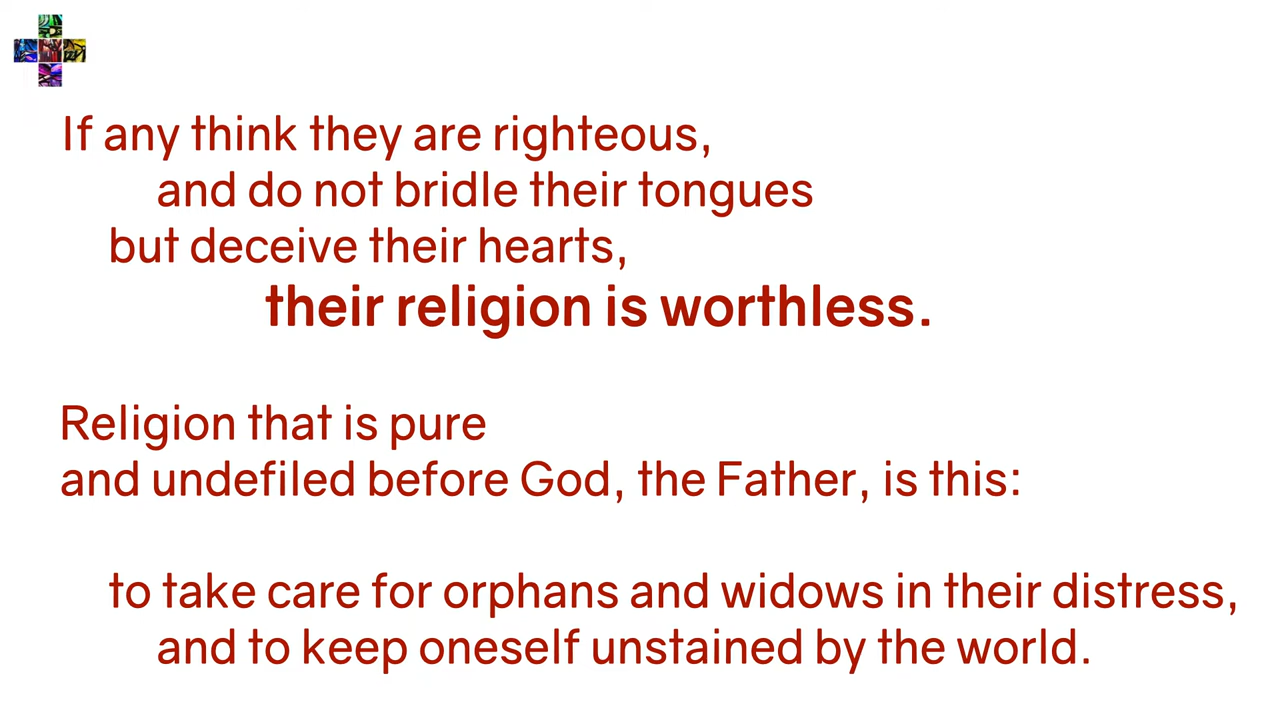 If any think they are righteous,
and do not bridle their tongues
but deceive their hearts,
their religion is worthless.
Religion that is pure
and undefiled before God, the Father, is this:
to take care for orphans and widows in their distress,
and to keep oneself unstained by the world.